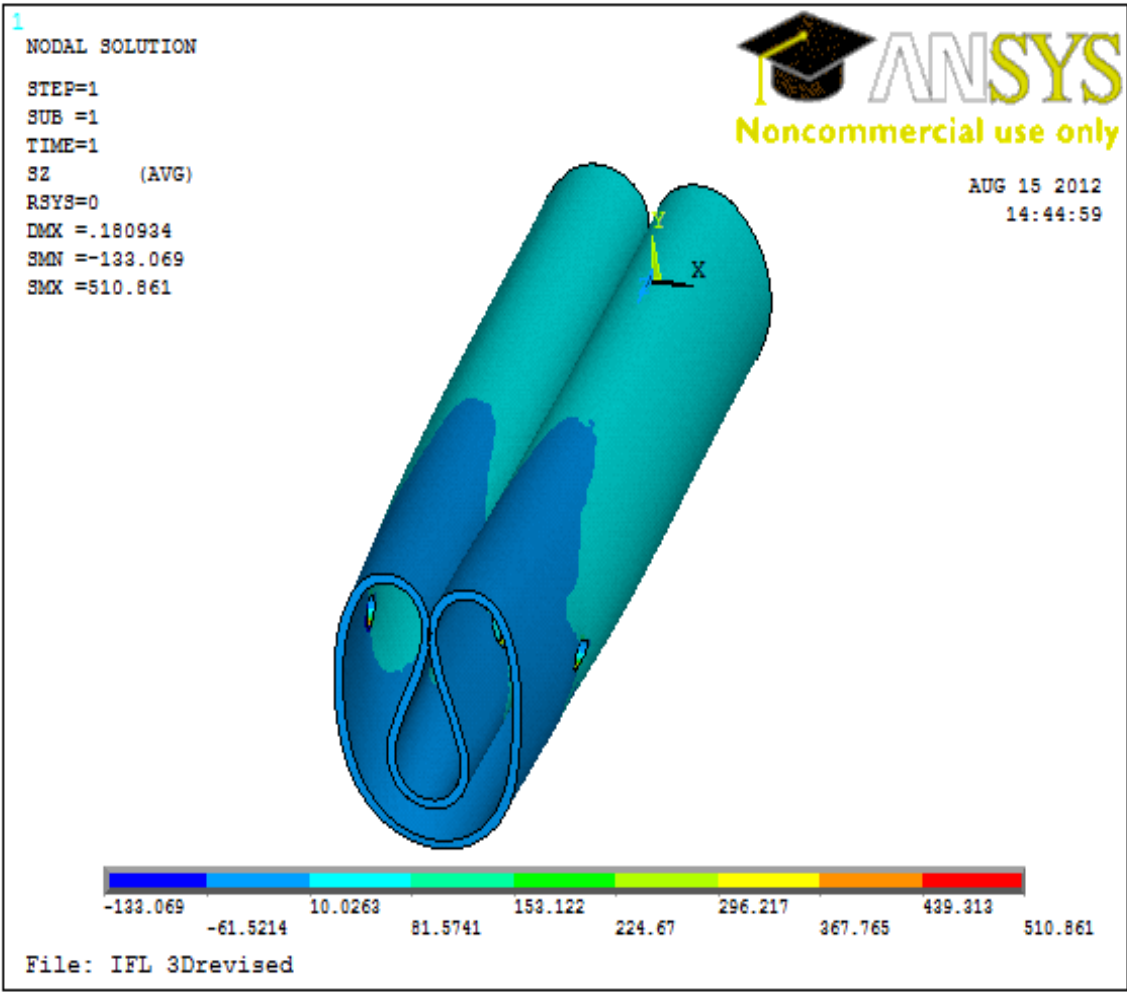 1
NODAL SOLUTION
STEP=1
SUB =1
TIME=1
SZ (AVG)
RSYS=0
DMX =.180934
SMN =-133.069
SMX =510.861
ANSYS
Noncommercial use only
AUG 15 2012
14:44:59
Y
X
-133.069 10.0263 153.122 296.217 439.313
-61.5214 81.5741 224.67 367.765 510.861
File: IFL 3Drevised